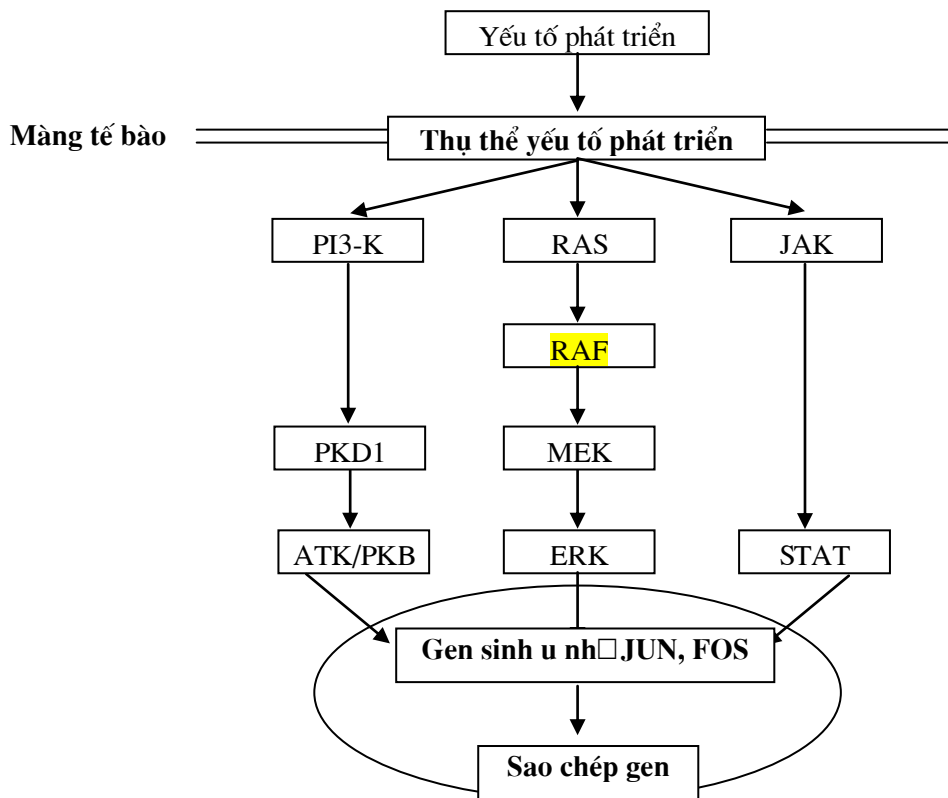 Yếu tố phát triển
Màng tế bào
Thụ thể yếu tố phát triển
PI3-K
RAS
JAK
RAF
PKD1
MEK
ATK/PKB
ERK
STAT
Gen sinh u nh□JUN, FOS
Sao chép gen